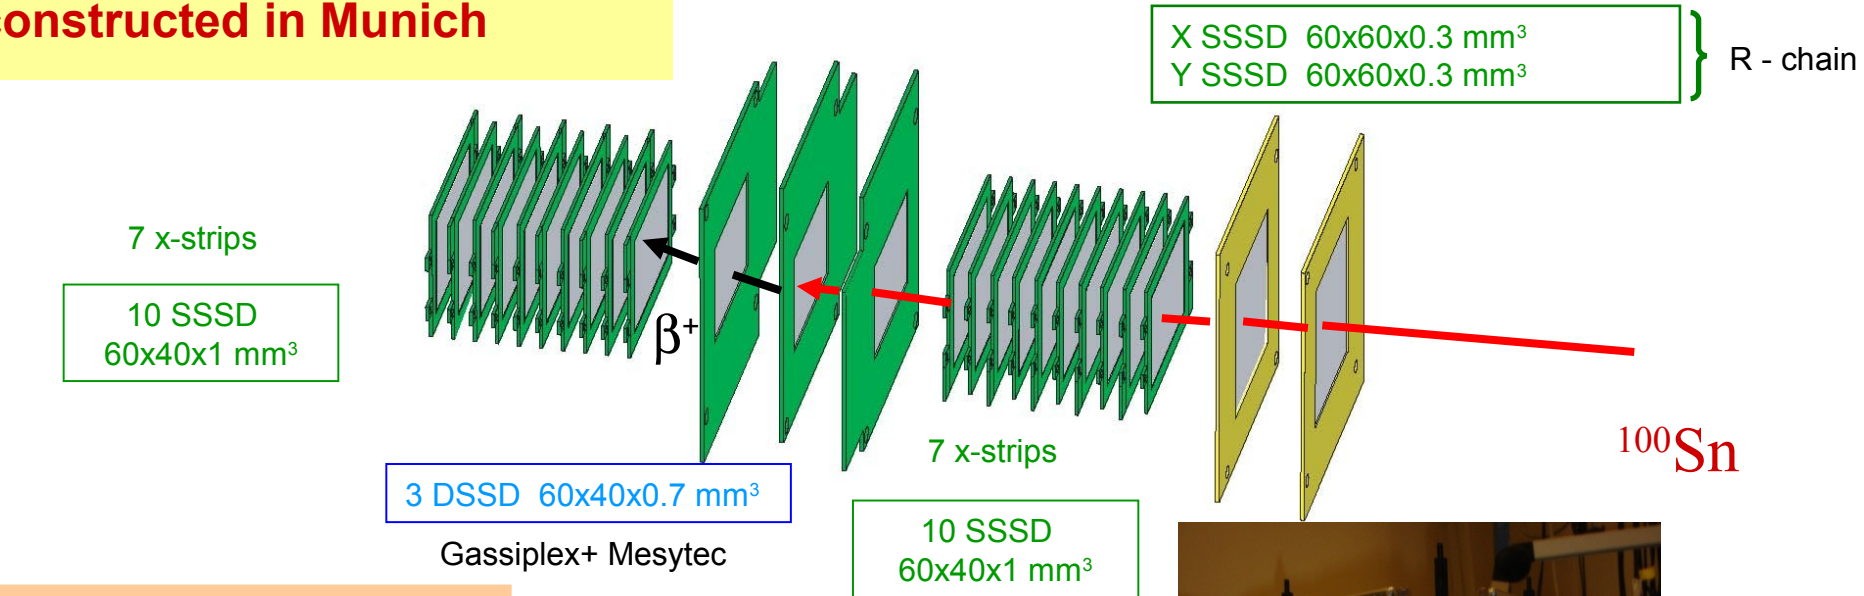 constructed in Munich
X SSSD 60x60x0.3 mm³
Y SSSD 60x60x0.3 mm³
R - chain
7 x-strips
10 SSSD
60x40x1 mm³
β⁺
¹⁰⁰Sn
7 x-strips
3 DSSD 60x40x0.7 mm³
Gassiplex+ Mesytec
10 SSSD
60x40x1 mm³